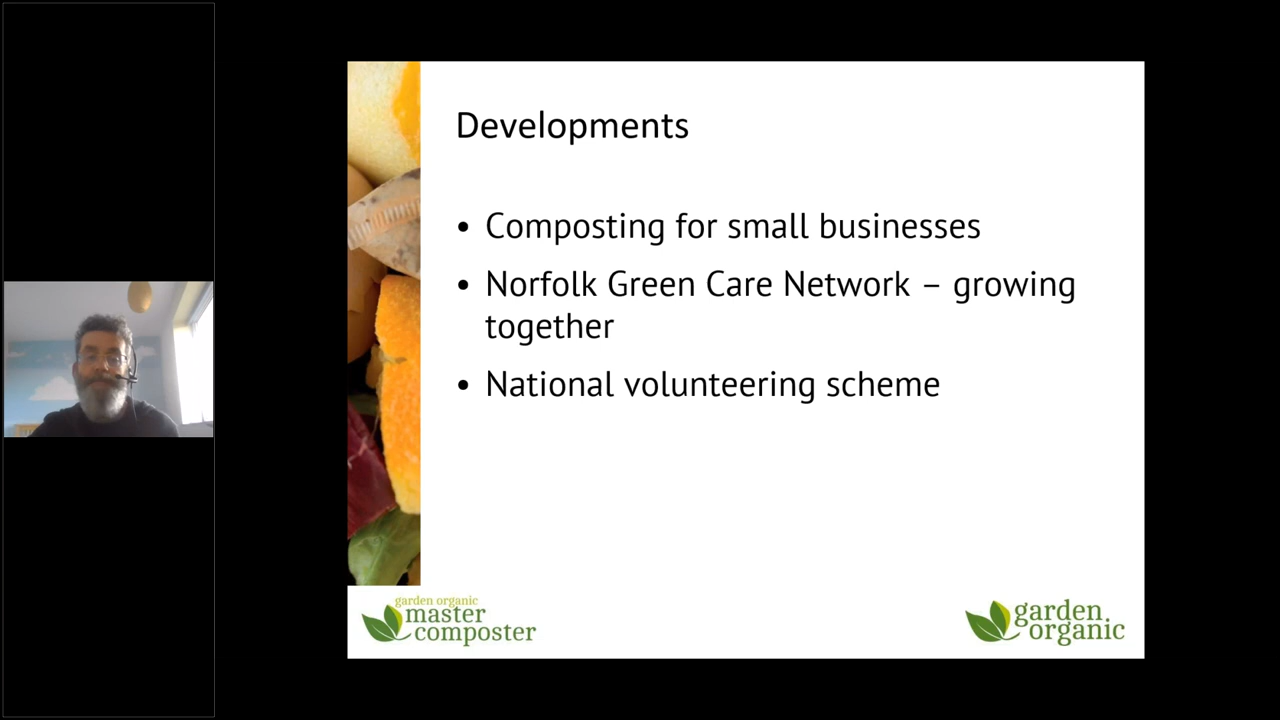 Developments
• Composting for small businesses
• Norfolk Green Care Network – growing
together
• National volunteering scheme
garden organic
master
composter
garden
organic